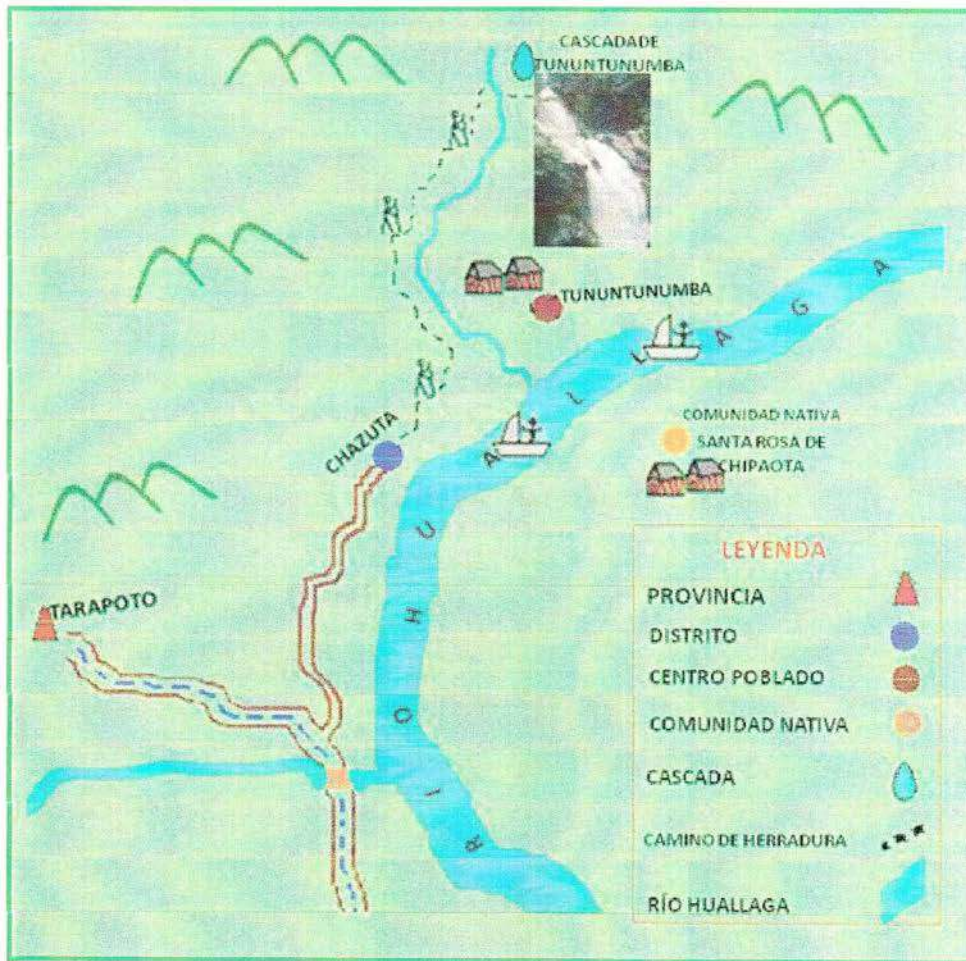 CASCADADE
TUNUNTUNUMBA
TUNUNTUNUMBA
CHAZUTA
COMUNIDAD NATIVA
SANTA ROSA DE
CHIPAOTA
TARAPOTO
RIO HUALLAGA
LEYENDA
PROVINCIA
DISTRITO
CENTRO POBLADO
COMUNIDAD NATIVA
CASCADA
CAMINO DE HERRADURA
RÍO HUALLAGA